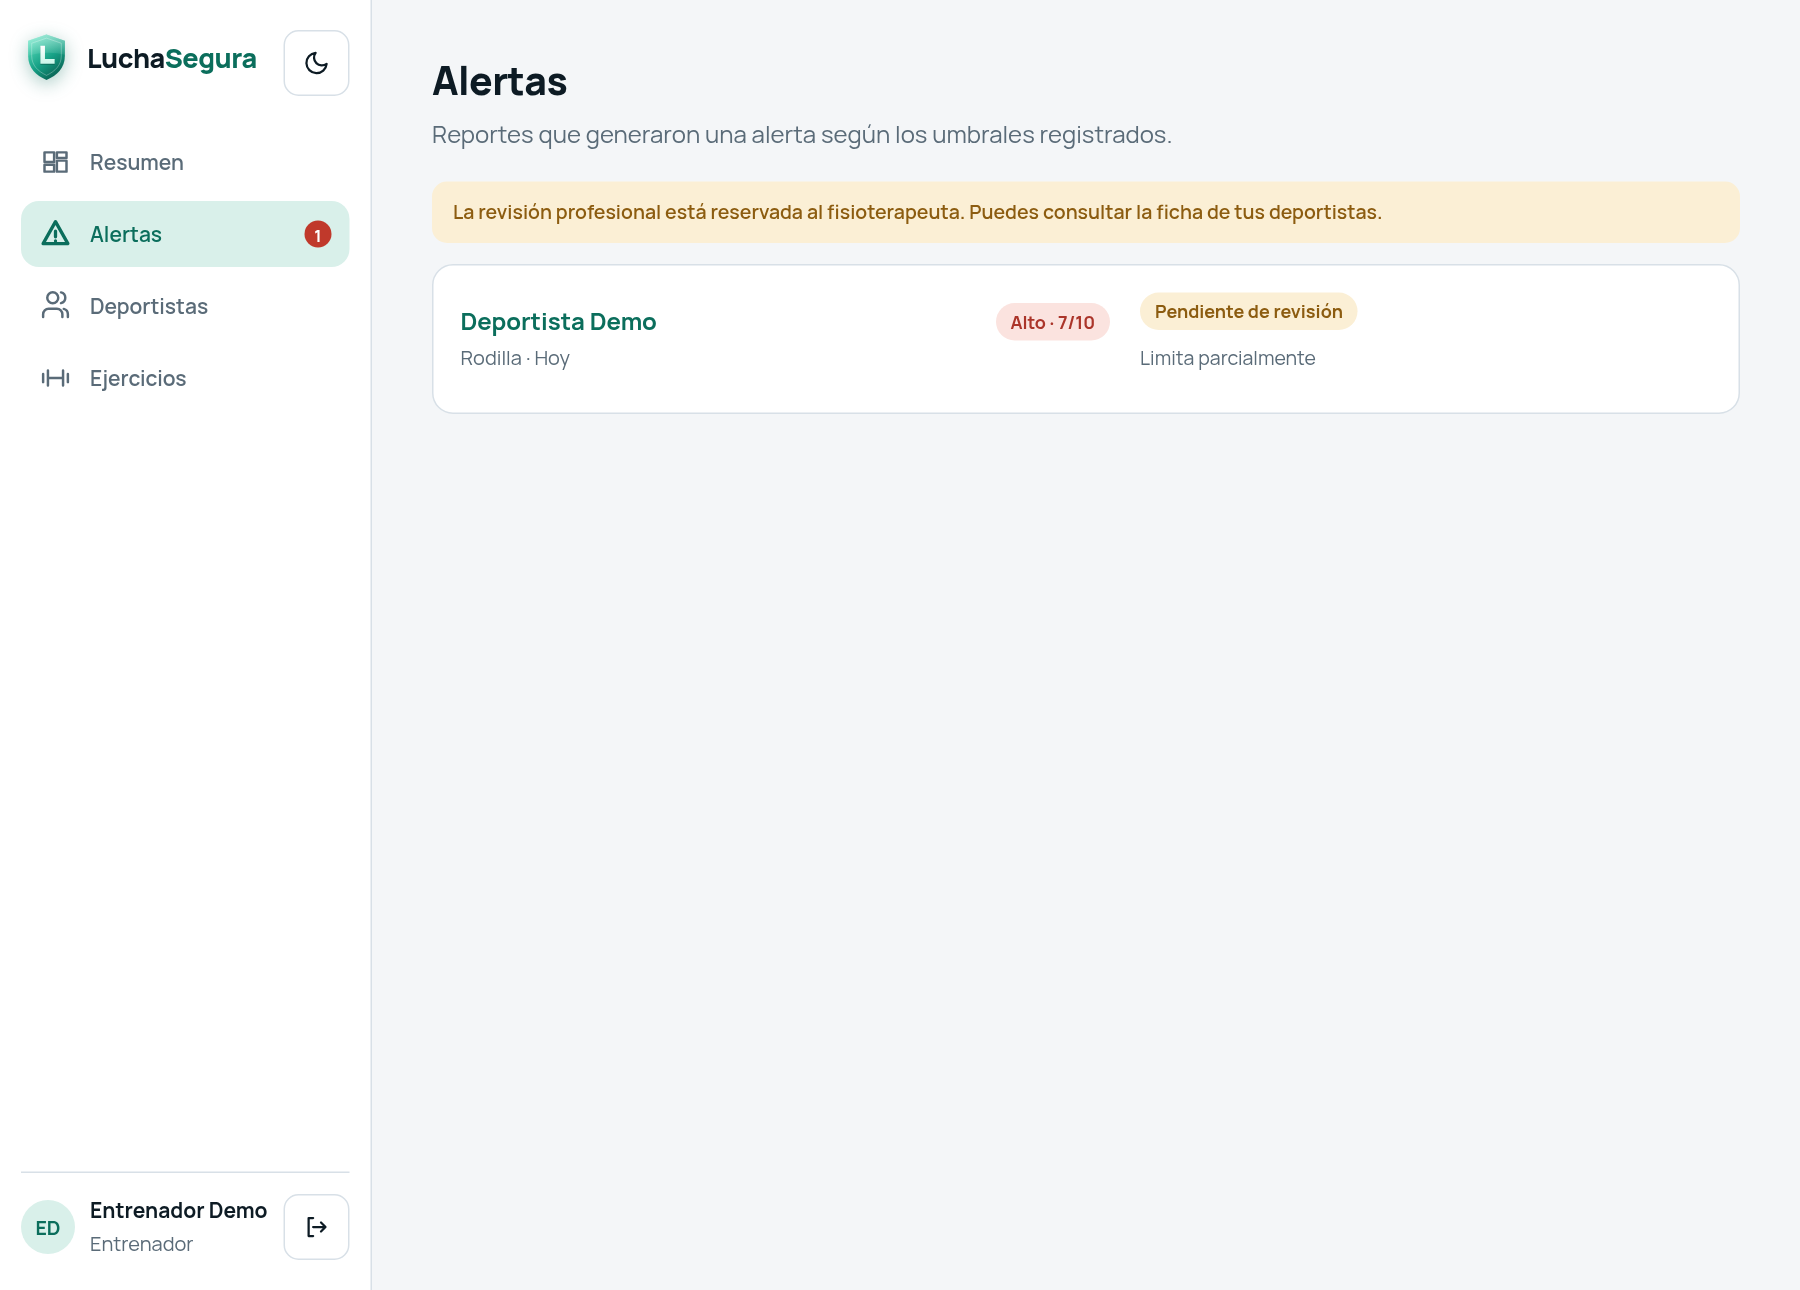 LuchaSegura
Resumen
Alertas
1
Deportistas
Ejercicios
ED
Entrenador Demo
Entrenador
Alertas
Reportes que generaron una alerta según los umbrales registrados.
La revisión profesional está reservada al fisioterapeuta. Puedes consultar la ficha de tus deportistas.
Deportista Demo
Rodilla · Hoy
Alto · 7/10
Pendiente de revisión
Limita parcialmente